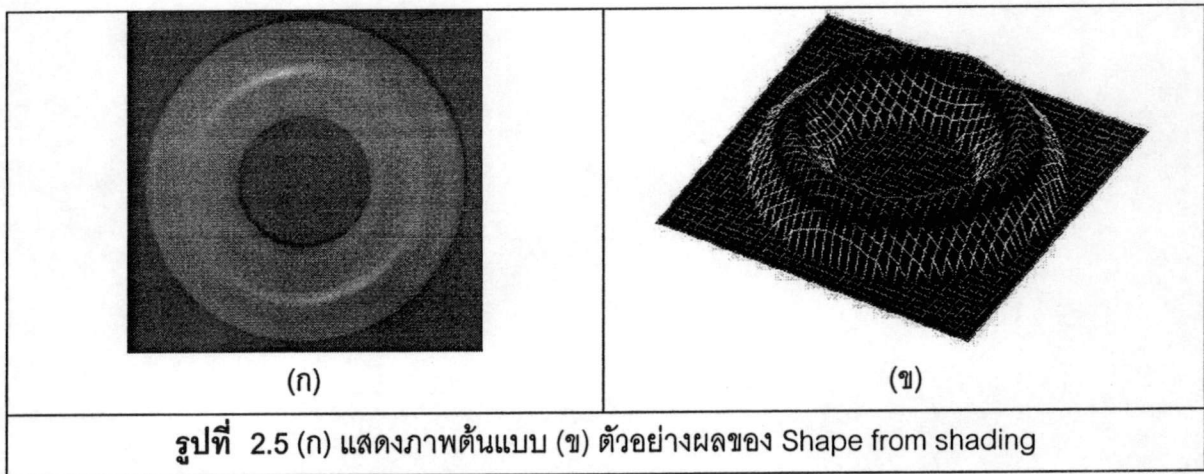 (ก) (ข)
รูปที่ 2.5 (ก) แสดงภาพต้นแบบ (ข) ตัวอย่างผลของ Shape from shading